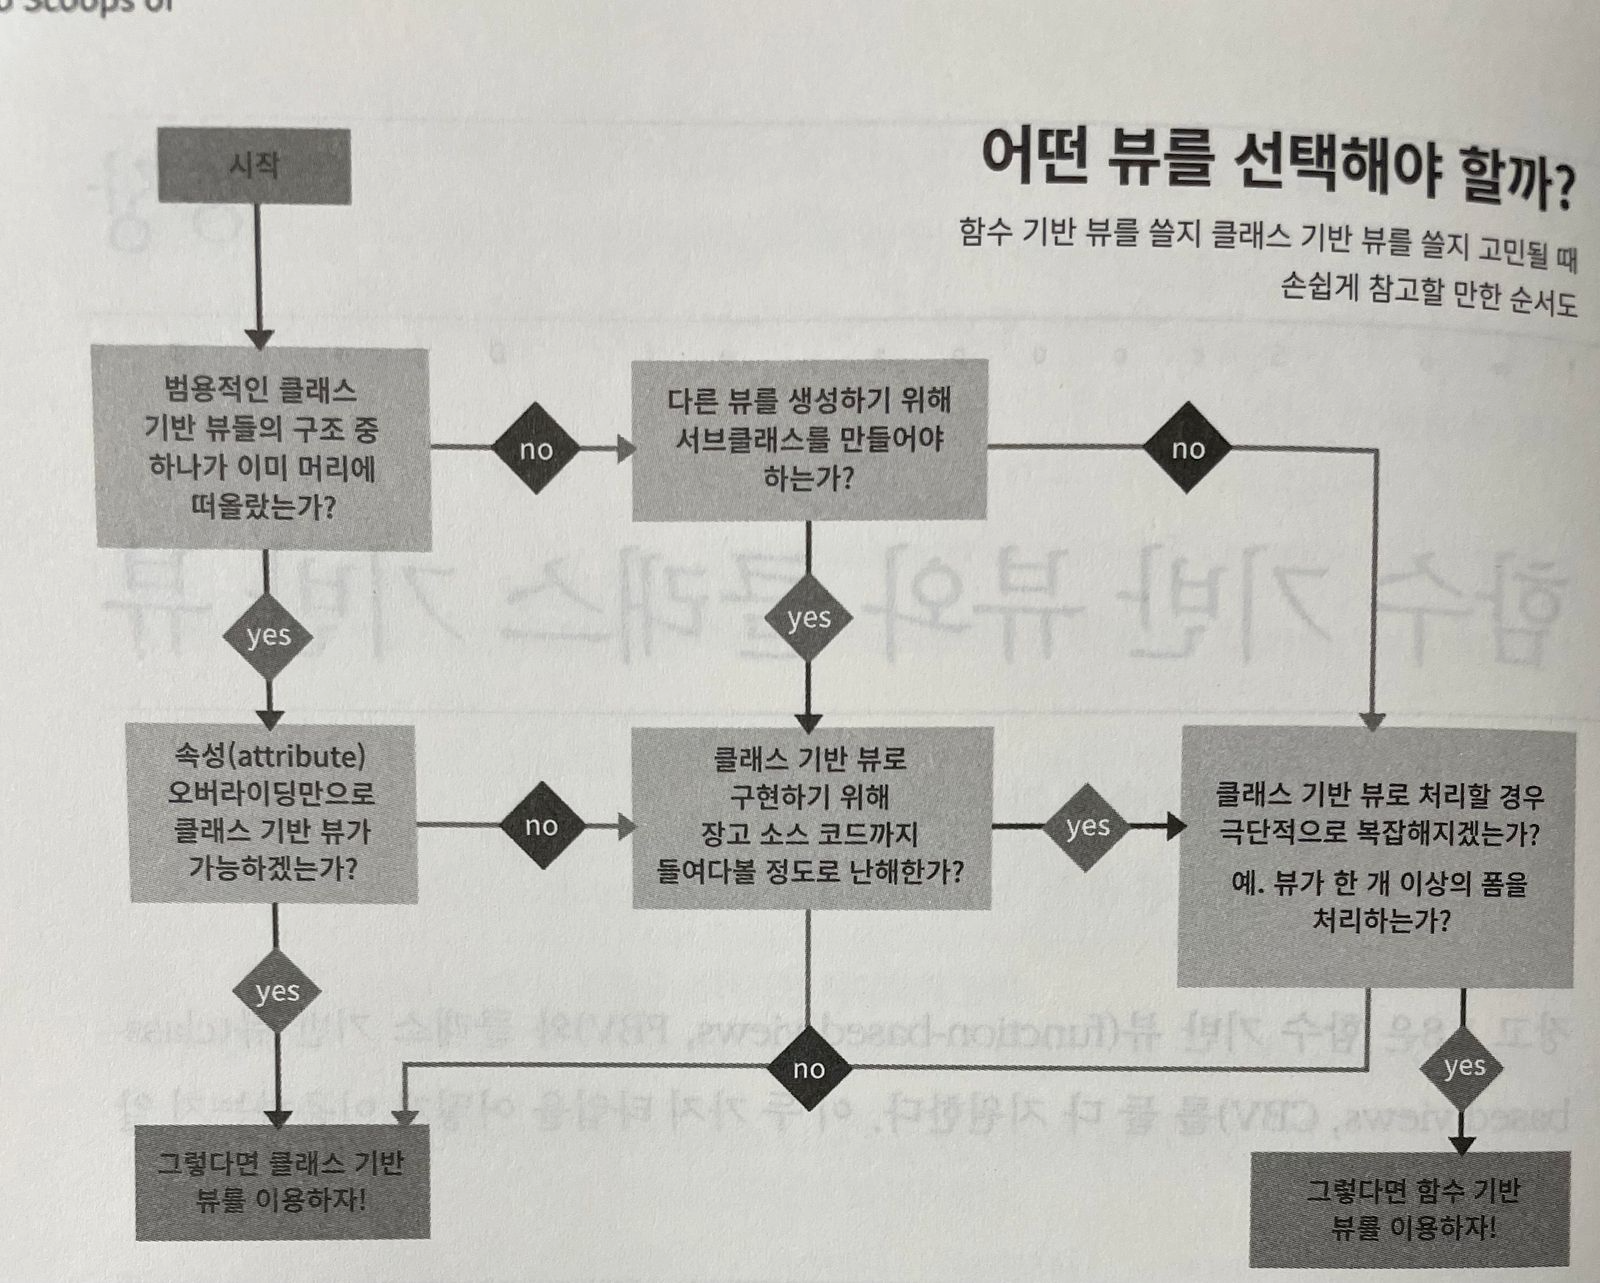 Scoops of
어떤 뷰를 선택해야 할까?
함수 기반 뷰를 쓸지 클래스 기반 뷰를 쓸지 고민될 때
손쉽게 참고할 만한 순서도
시작
범용적인 클래스
기반 뷰들의 구조 중
하나가 이미 머리에
떠올랐는가?
no
다른 뷰를 생성하기 위해
서브클래스를 만들어야
하는가?
no
yes
yes
속성(attribute)
오버라이딩만으로
클래스 기반 뷰가
가능하겠는가?
no
클래스 기반 뷰로
구현하기 위해
장고 소스 코드까지
들여다볼 정도로 난해한가?
yes
클래스 기반 뷰로 처리할 경우
극단적으로 복잡해지겠는가?
예. 뷰가 한 개 이상의 폼을
처리하는가?
yes
no
yes
그렇다면 클래스 기반
뷰를 이용하자!
그렇다면 함수 기반
뷰를 이용하자!